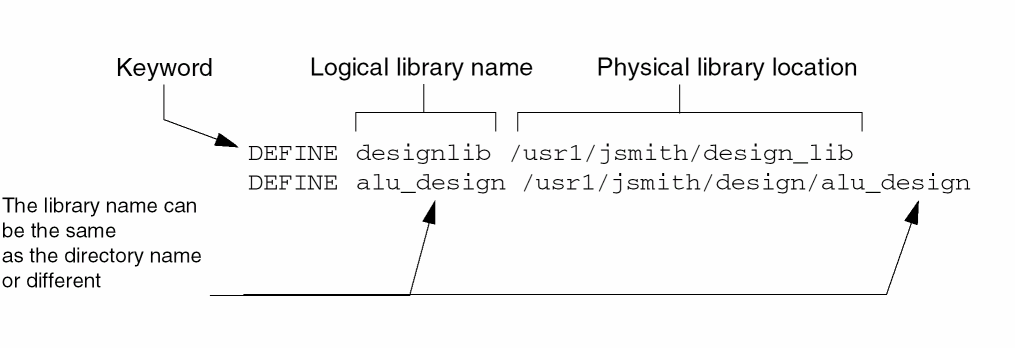 Keyword
Logical library name
Physical library location
DEFINE designlib /usr1/jsmith/design_lib
DEFINE alu_design /usr1/jsmith/design/alu_design
The library name can
be the same
as the directory name
or different